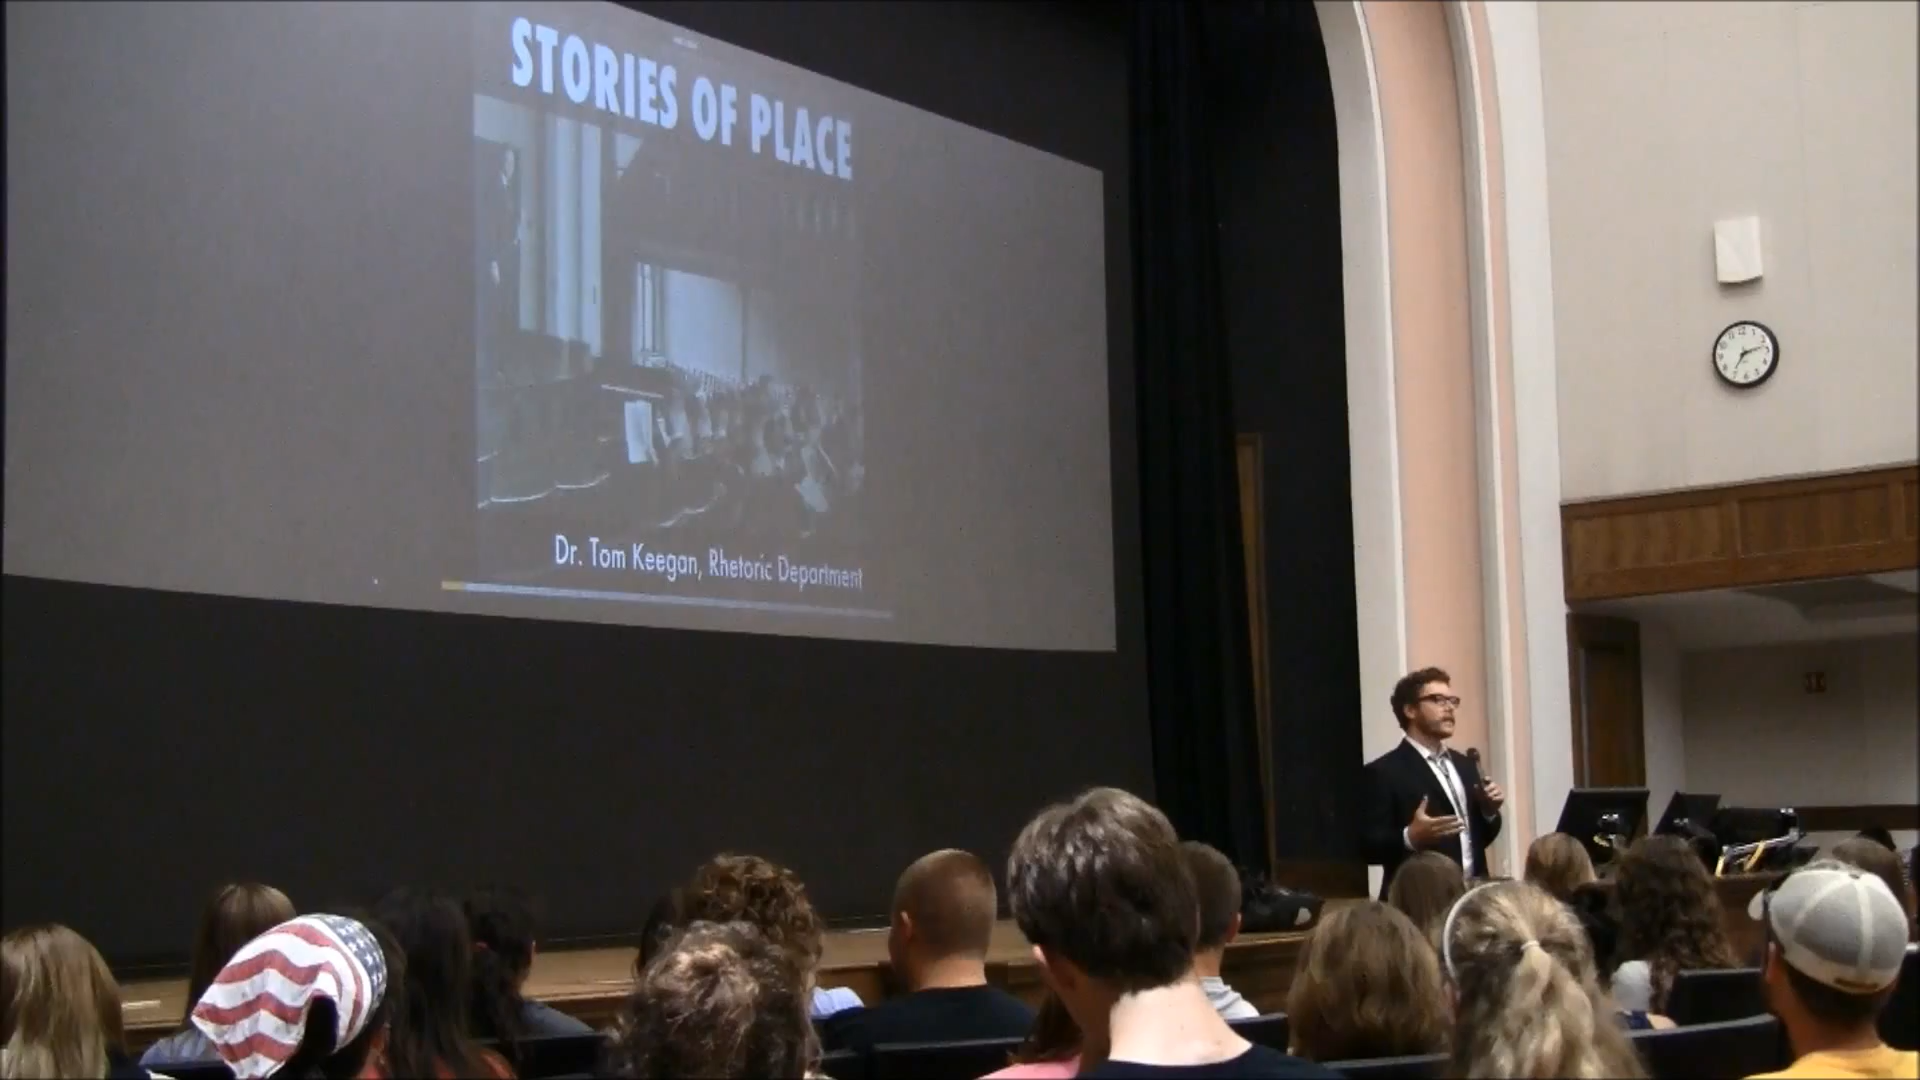 STORIES OF PLACE
Dr. Tom Keegan, Rhetoric Department